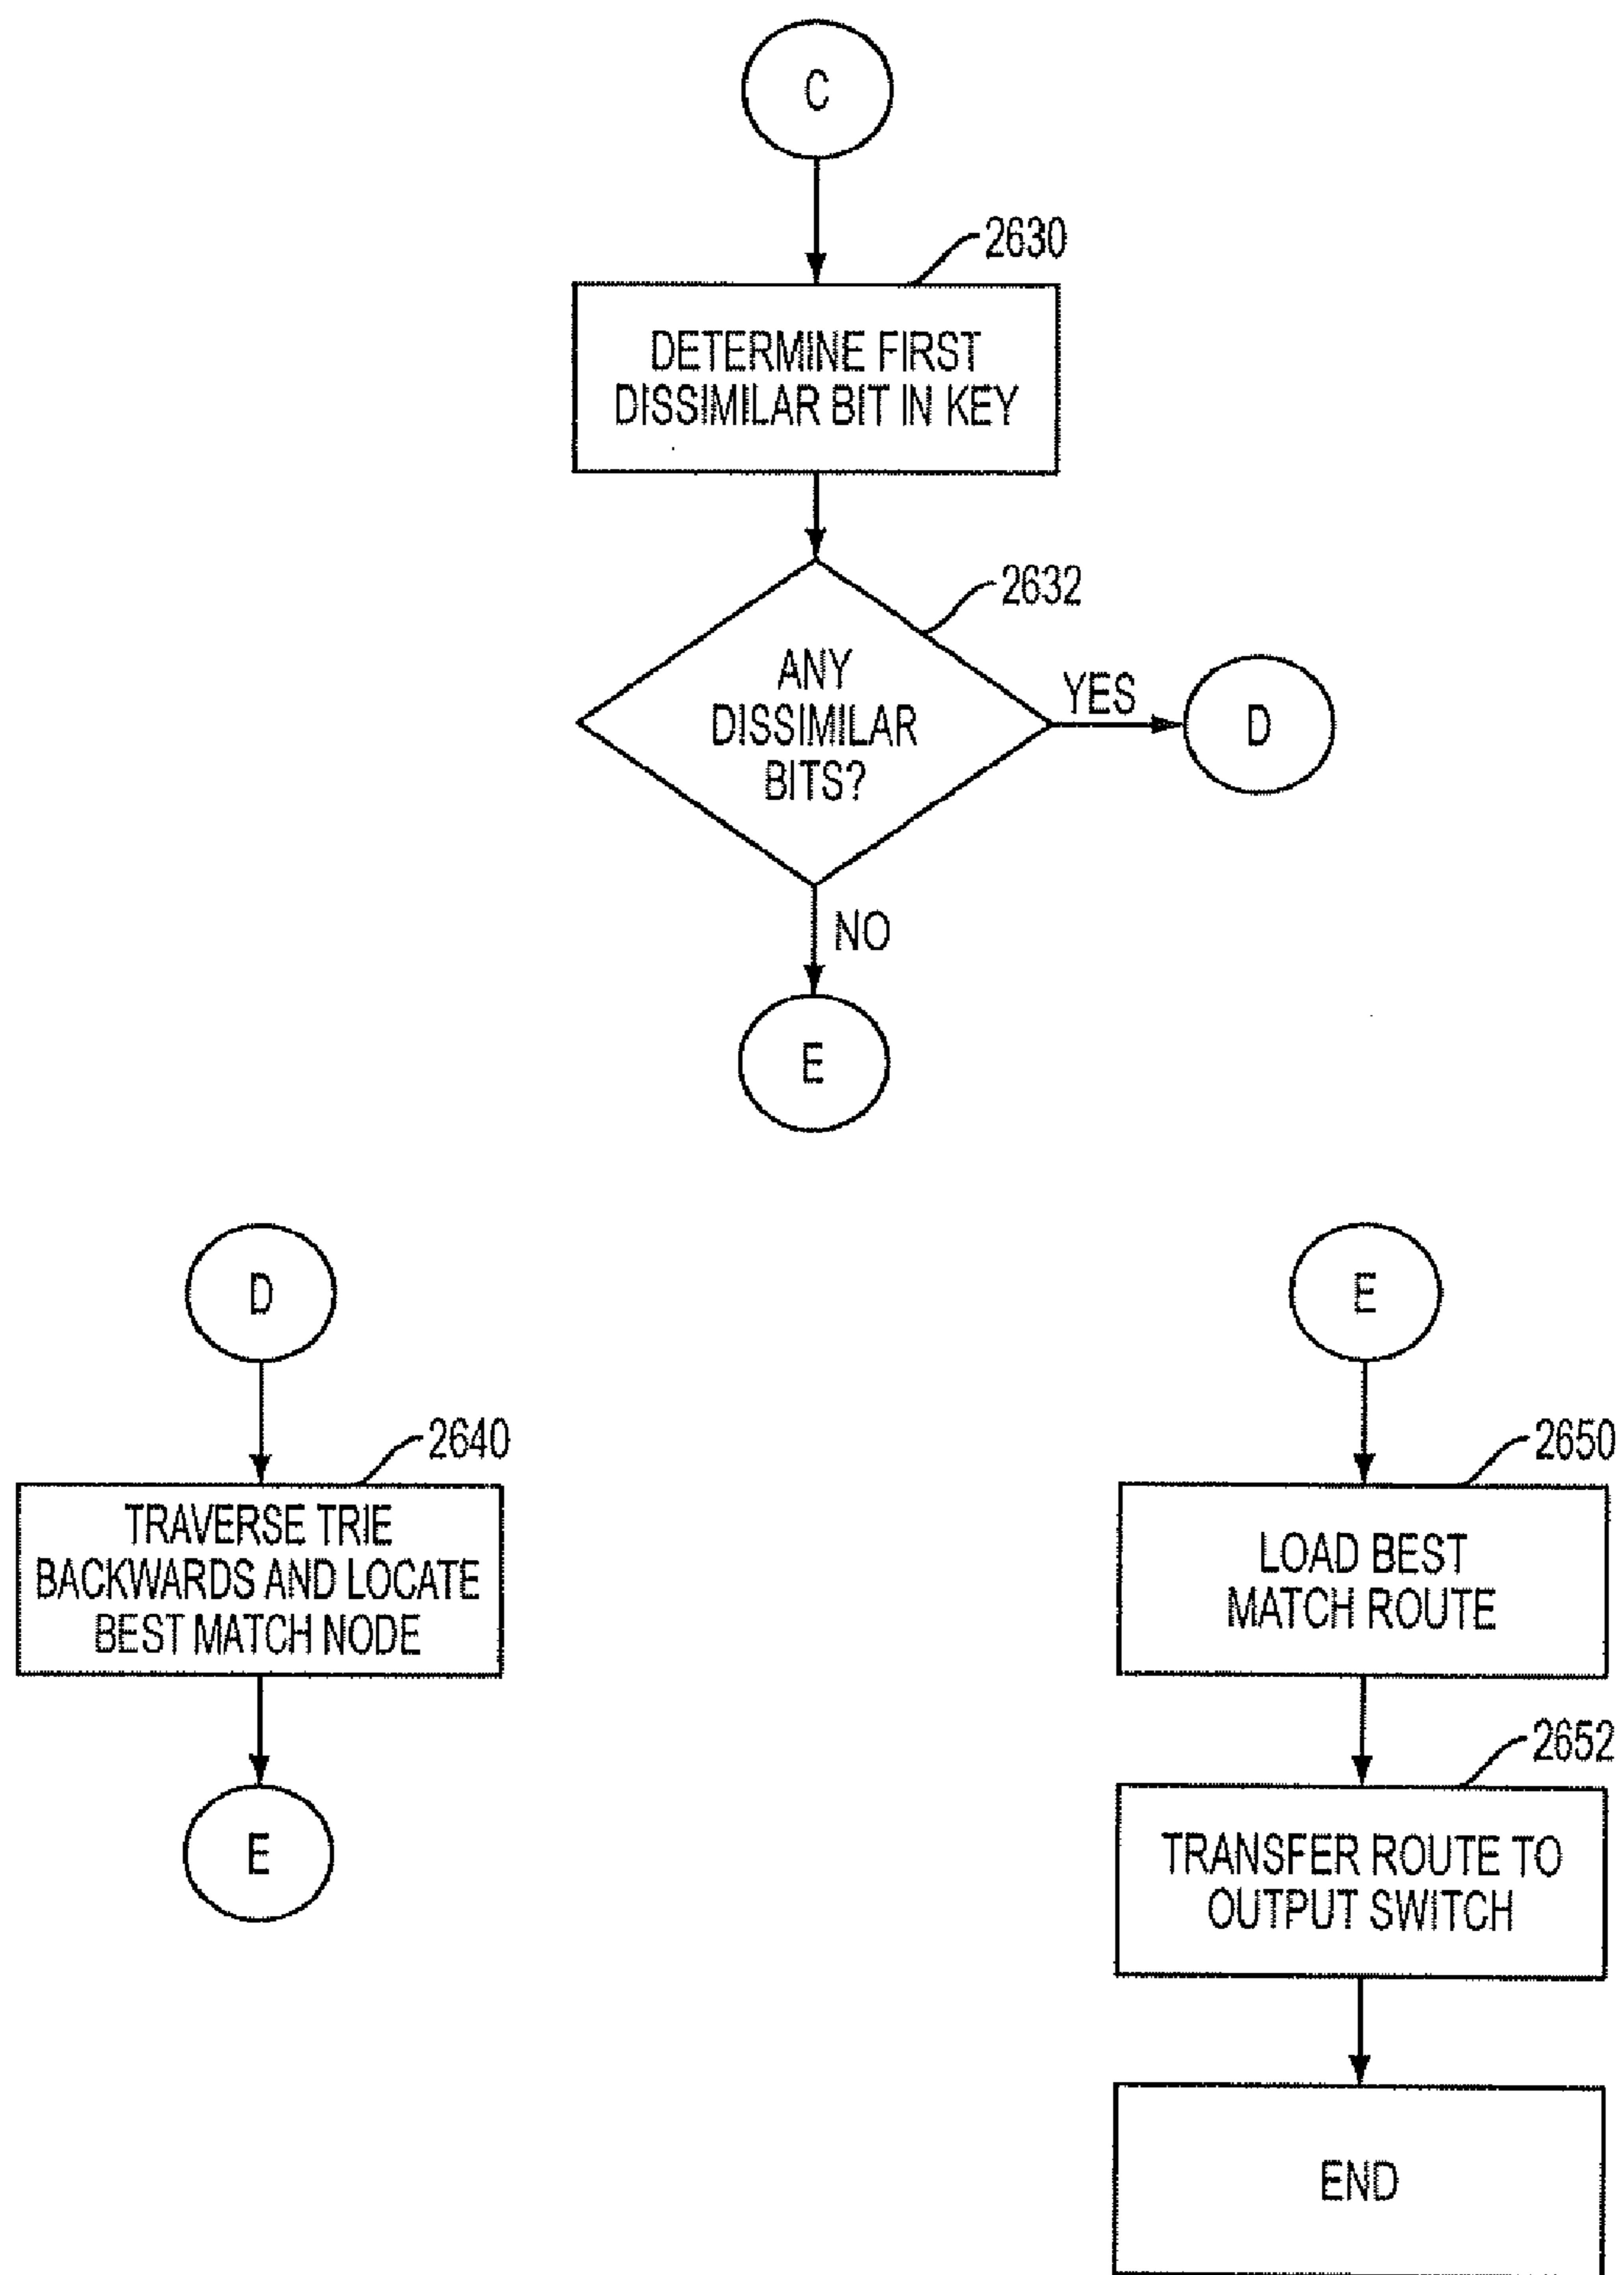 C
2630
DETERMINE FIRST
DISSIMILAR BIT IN KEY
2632
ANY
DISSIMILAR
BITS?
YES
D
NO
E
D
2640
TRAVERSE TRIE
BACKWARDS AND LOCATE
BEST MATCH NODE
E
E
2650
LOAD BEST
MATCH ROUTE
2652
TRANSFER ROUTE TO
OUTPUT SWITCH
END